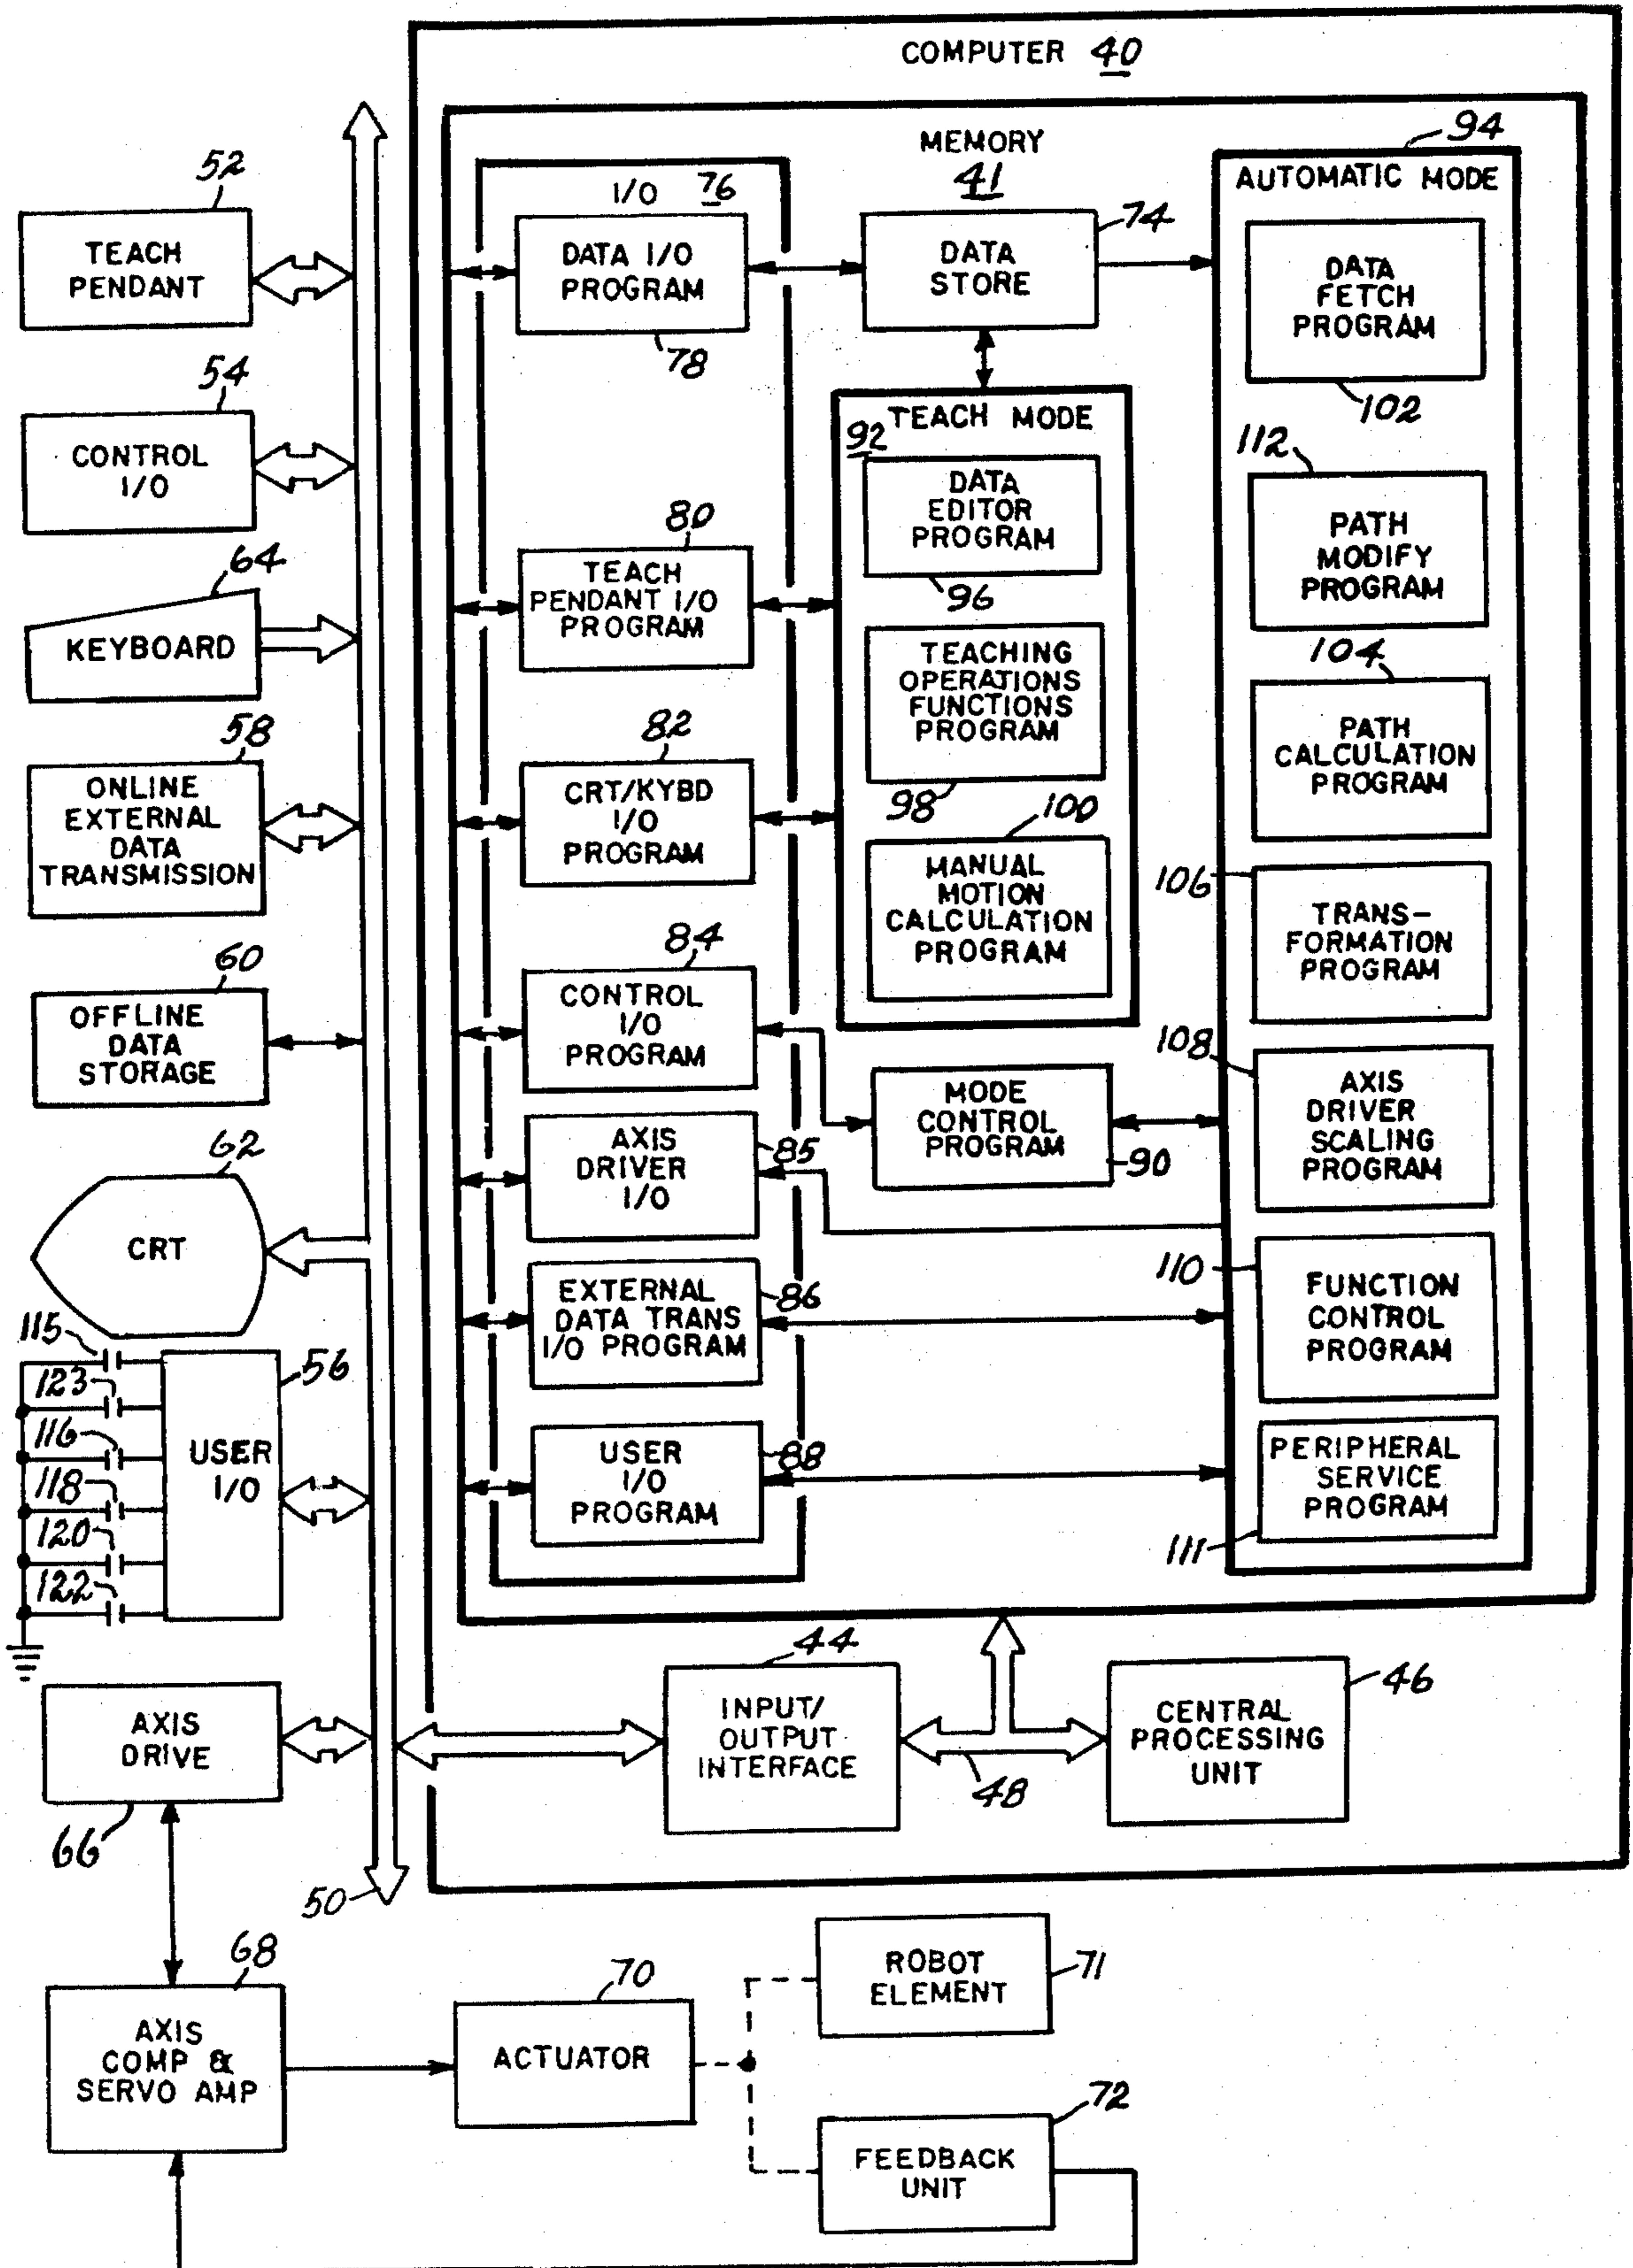 COMPUTER 40
MEMORY
41
94
AUTOMATIC MODE
I/O 76
52
TEACH
PENDANT
DATA I/O
PROGRAM
78
74
DATA
STORE
DATA
FETCH
PROGRAM
102
54
CONTROL
I/O
TEACH MODE
92
DATA
EDITOR
PROGRAM
96
112
PATH
MODIFY
PROGRAM
64
KEYBOARD
80
TEACH
PENDANT I/O
PROGRAM
TEACHING
OPERATIONS
FUNCTIONS
PROGRAM
98
104
PATH
CALCULATION
PROGRAM
58
ONLINE
EXTERNAL
DATA
TRANSMISSION
82
CRT/KYBD
I/O
PROGRAM
100
MANUAL
MOTION
CALCULATION
PROGRAM
106
TRANS-
FORMATION
PROGRAM
60
OFFLINE
DATA
STORAGE
84
CONTROL
I/O
PROGRAM
MODE
CONTROL
PROGRAM
90
108
AXIS
DRIVER
SCALING
PROGRAM
62
CRT
AXIS
DRIVER
I/O
85
110
FUNCTION
CONTROL
PROGRAM
EXTERNAL
DATA TRANS
I/O PROGRAM
86
115
123
116
118
120
122
56
USER
I/O
USER
I/O
PROGRAM
88
PERIPHERAL
SERVICE
PROGRAM
111
AXIS
DRIVE
66
44
INPUT/
OUTPUT
INTERFACE
48
46
CENTRAL
PROCESSING
UNIT
50
68
AXIS
COMP &
SERVO AMP
70
ACTUATOR
ROBOT
ELEMENT
71
72
FEEDBACK
UNIT